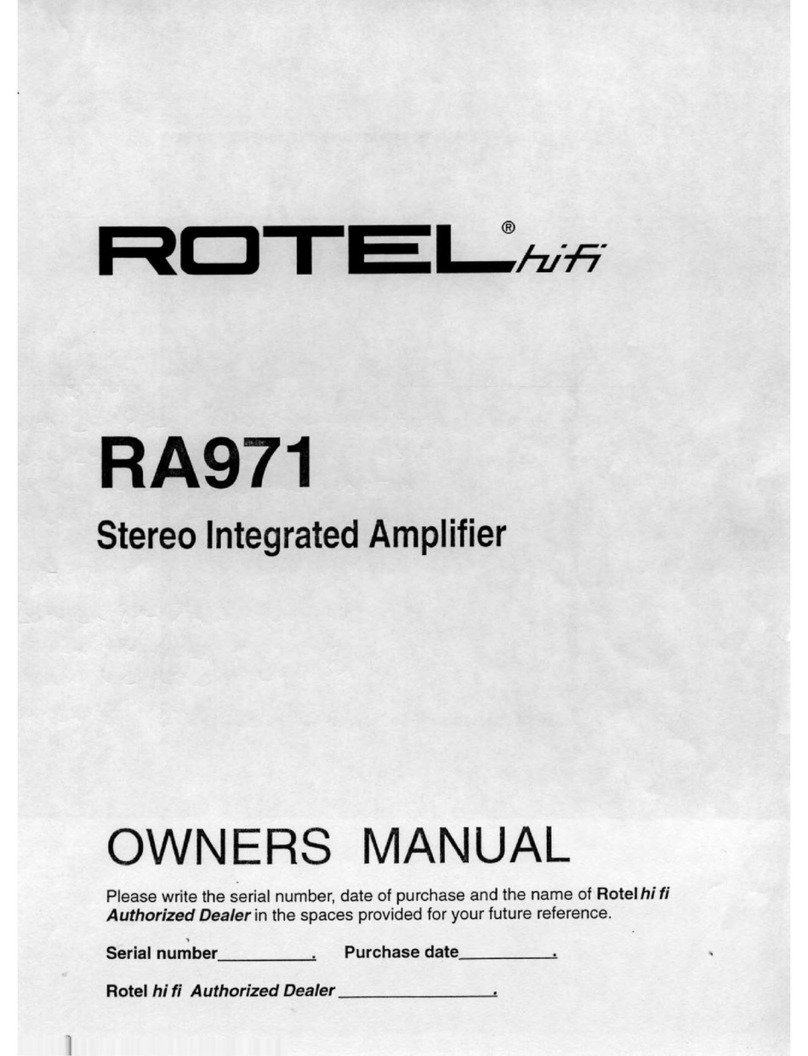 ROTEL® hifi
RA971
Stereo Integrated Amplifier
OWNERS MANUAL
Please write the serial number, date of purchase and the name of Rotel hi fi
Authorized Dealer in the spaces provided for your future reference.
Serial number__________. Purchase date__________.
Rotel hi fi Authorized Dealer________________.